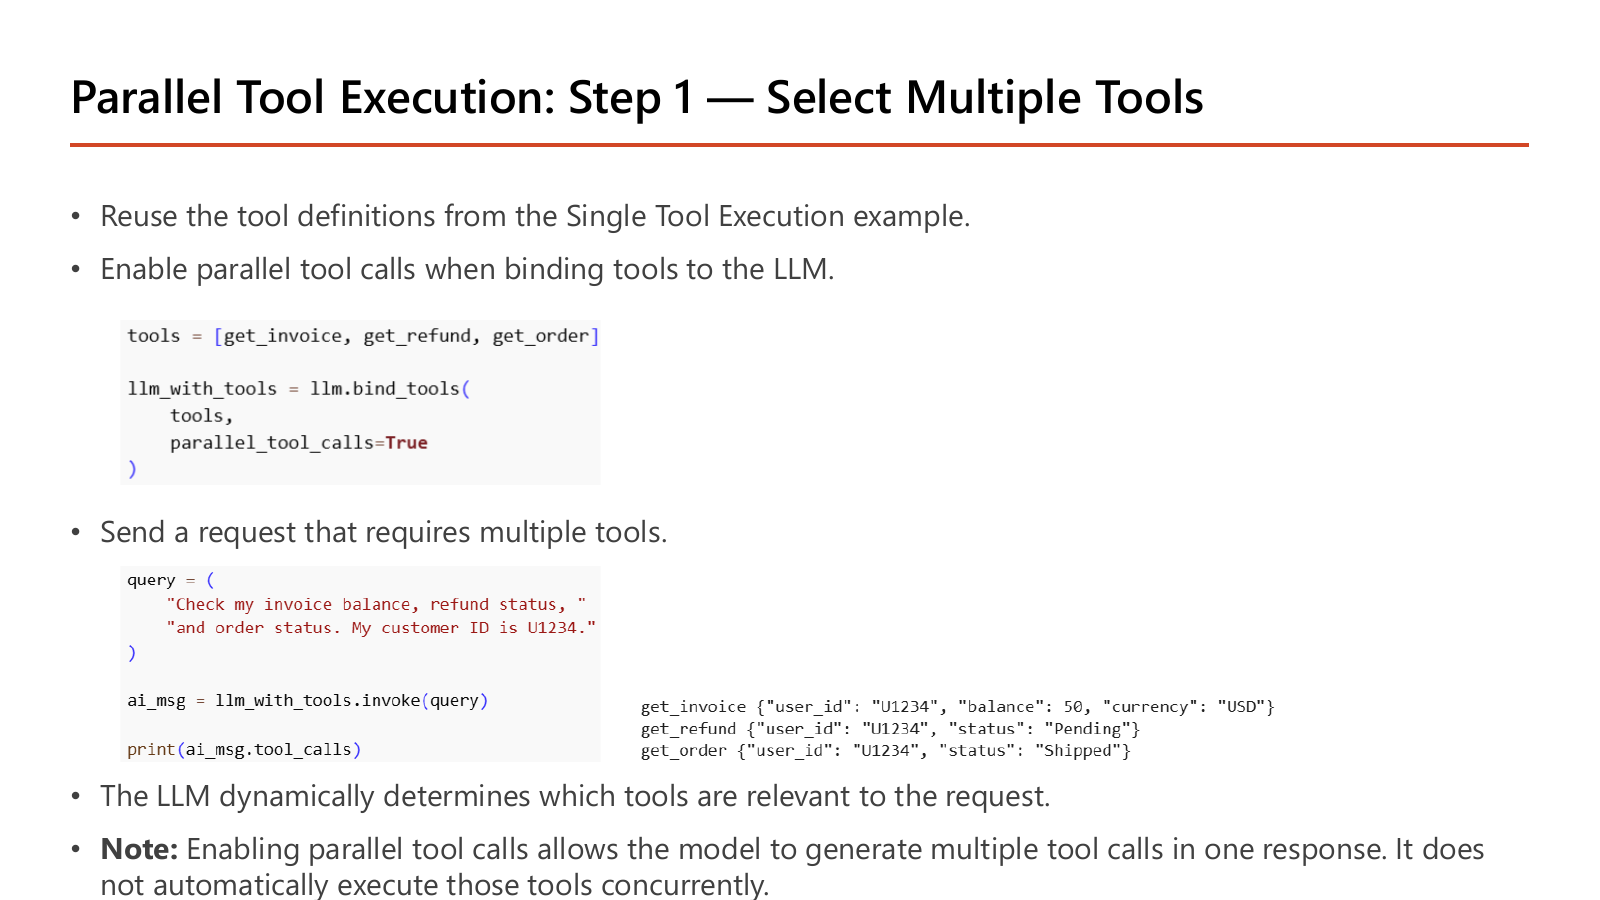 Parallel Tool Execution: Step 1 — Select Multiple Tools
• Reuse the tool definitions from the Single Tool Execution example.
• Enable parallel tool calls when binding tools to the LLM.
tools = [get_invoice, get_refund, get_order]
llm_with_tools = llm.bind_tools(
    tools,
    parallel_tool_calls=True
)
• Send a request that requires multiple tools.
query = (
    "Check my invoice balance, refund status, "
    "and order status. My customer ID is U1234."
)
ai_msg = llm_with_tools.invoke(query)
print(ai_msg.tool_calls)
get_invoice {"user_id": "U1234", "balance": 50, "currency": "USD"}
get_refund {"user_id": "U1234", "status": "Pending"}
get_order {"user_id": "U1234", "status": "Shipped"}
• The LLM dynamically determines which tools are relevant to the request.
• Note: Enabling parallel tool calls allows the model to generate multiple tool calls in one response. It does
not automatically execute those tools concurrently.